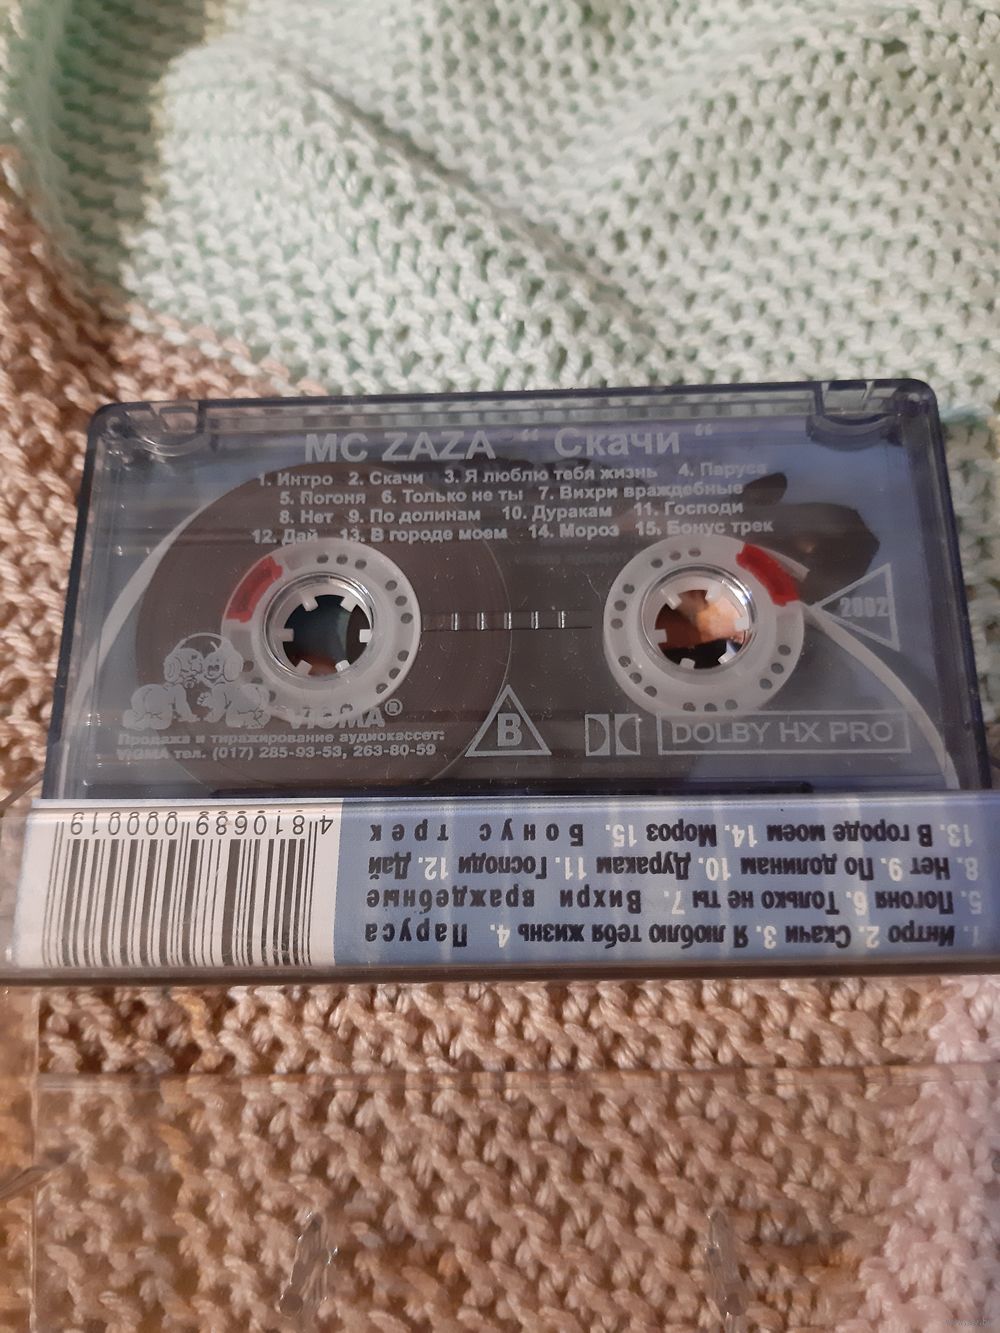 MC ZAZA " Скачи "
1. Интро 2. Скачи 3. Я люблю тебя жизнь 4. Паруса
5. Погоня 6. Только не ты 7. Вихри враждебные
8. Нет 9. По долинам 10. Дуракам 11. Господи
12. Дай 13. В городе моем 14. Мороз 15. Бонус трек
2002
VIGMA®
Продажа и тиражирование аудиокассет:
VIGMA тел. (017) 285-93-53, 263-80-59
B
DOLBY HX PRO
1. Интро 2. Скачи 3. Я люблю тебя жизнь 4. Паруса
5. Погоня 6. Только не ты 7. Вихри враждебные
8. Нет 9. По долинам 10. Дуракам 11. Господи 12. Дай
13. В городе моем 14. Мороз 15. Бонус трек
4 810689 000019